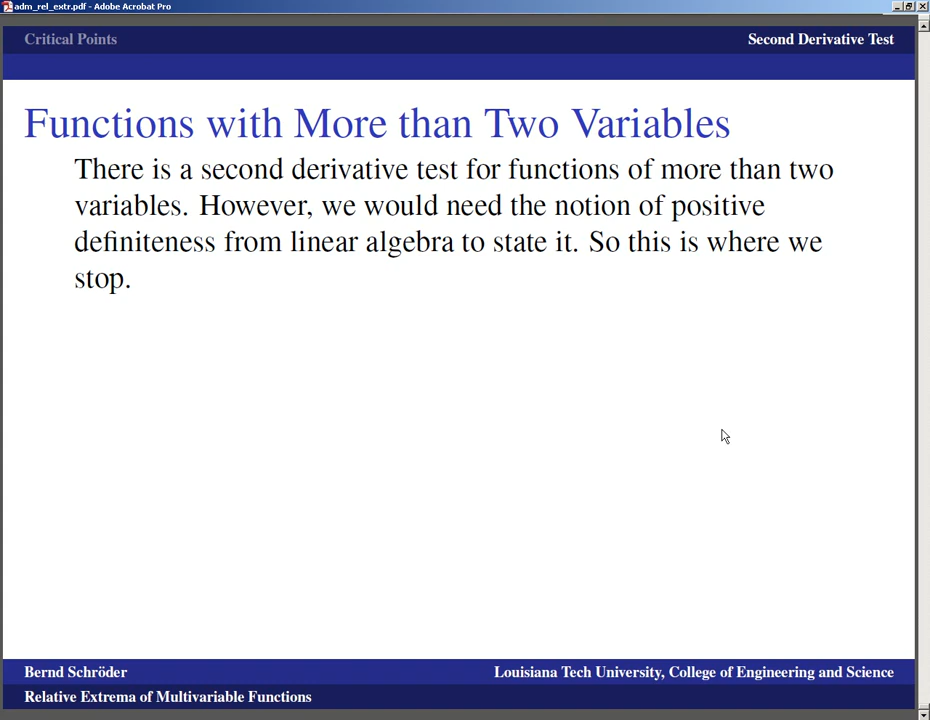 adm_rel_extr.pdf - Adobe Acrobat Pro
Critical Points
Second Derivative Test
Functions with More than Two Variables
There is a second derivative test for functions of more than two
variables. However, we would need the notion of positive
definiteness from linear algebra to state it. So this is where we
stop.
Bernd Schröder
Louisiana Tech University, College of Engineering and Science
Relative Extrema of Multivariable Functions